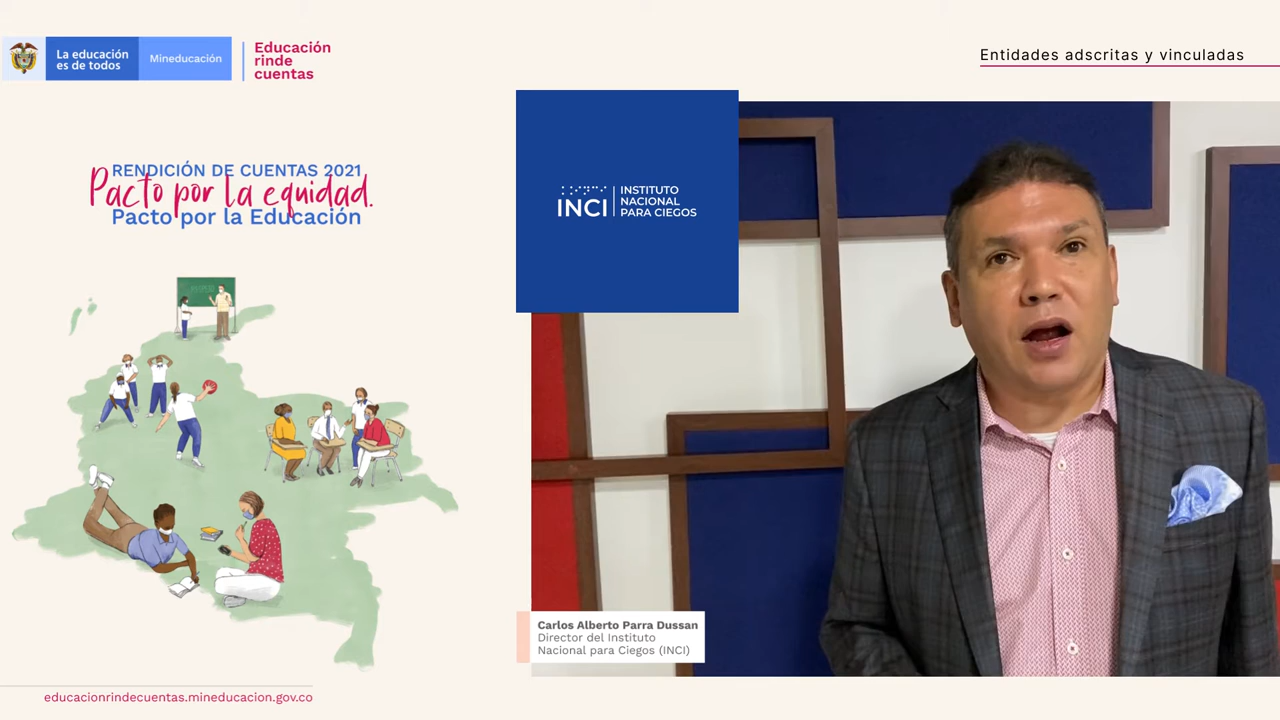 La educación
es de todos
Mineducación
Educación
rinde
cuentas
Entidades adscritas y vinculadas
RENDICIÓN DE CUENTAS 2021
Pacto por la equidad.
Pacto por la Educación
INCI
INSTITUTO
NACIONAL
PARA CIEGOS
Carlos Alberto Parra Dussan
Director del Instituto
Nacional para Ciegos (INCI)
educacionrindecuentas.mineducacion.gov.co